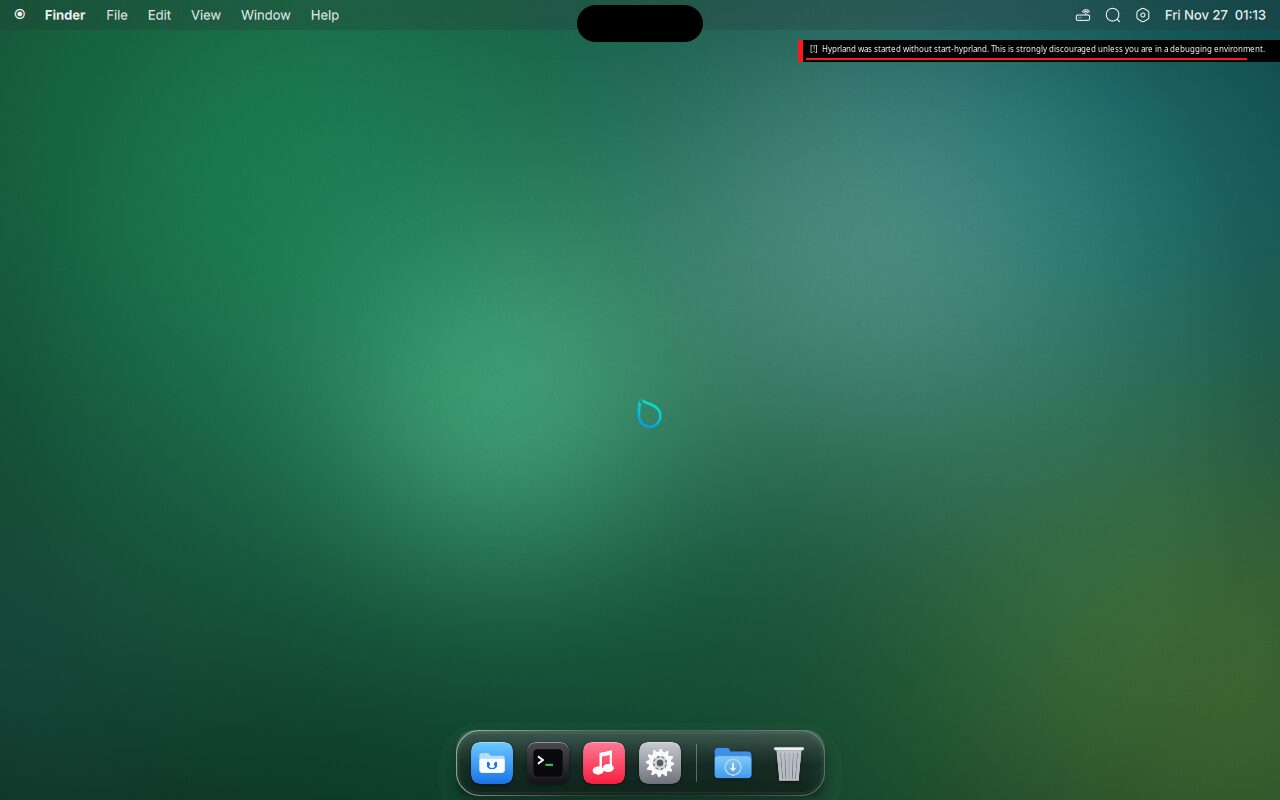 Finder File Edit View Window Help Fri Nov 27 01:13
[!] Hyprland was started without start-hyprland. This is strongly discouraged unless you are in a debugging environment.